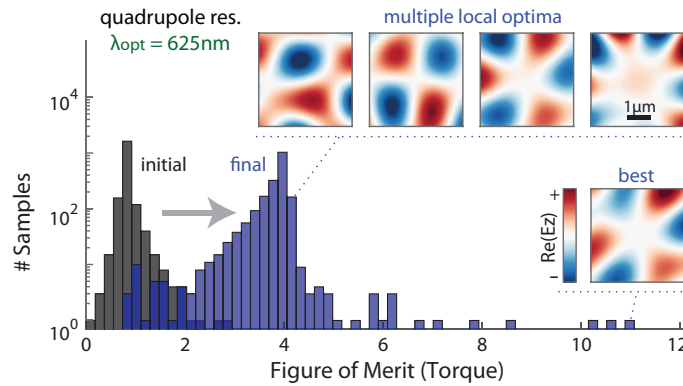 quadrupole res.
λopt = 625nm
multiple local optima
1μm
initial
final
best
+
Re(Ez)
–
# Samples
10⁴
10²
10⁰
0 2 4 6 8 10 12
Figure of Merit (Torque)